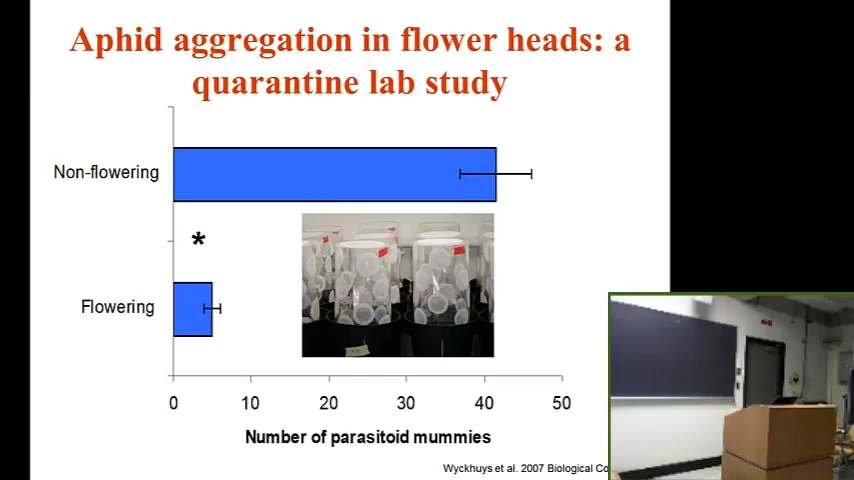 Aphid aggregation in flower heads: a
quarantine lab study
Non-flowering
*
Flowering
0 10 20 30 40 50
Number of parasitoid mummies
Wyckhuys et al. 2007 Biological Co